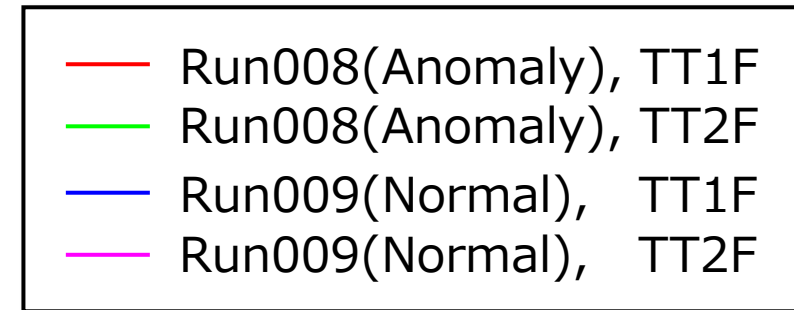 Run008(Anomaly), TT1F
Run008(Anomaly), TT2F
Run009(Normal), TT1F
Run009(Normal), TT2F